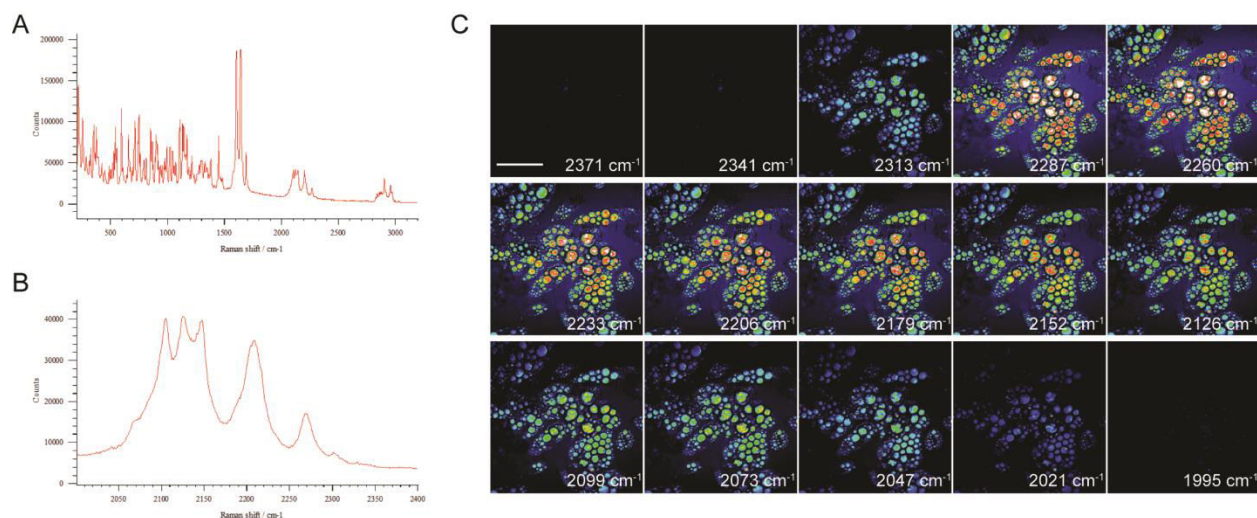 A
200000
150000
100000
50000
0
Counts
500
1000
1500
2000
2500
3000
Raman shift / cm-1
B
40000
30000
20000
10000
0
Counts
2050
2100
2150
2200
2250
2300
2350
2400
Raman shift / cm-1
C
2371 cm⁻¹
2341 cm⁻¹
2313 cm⁻¹
2287 cm⁻¹
2260 cm⁻¹
2233 cm⁻¹
2206 cm⁻¹
2179 cm⁻¹
2152 cm⁻¹
2126 cm⁻¹
2099 cm⁻¹
2073 cm⁻¹
2047 cm⁻¹
2021 cm⁻¹
1995 cm⁻¹